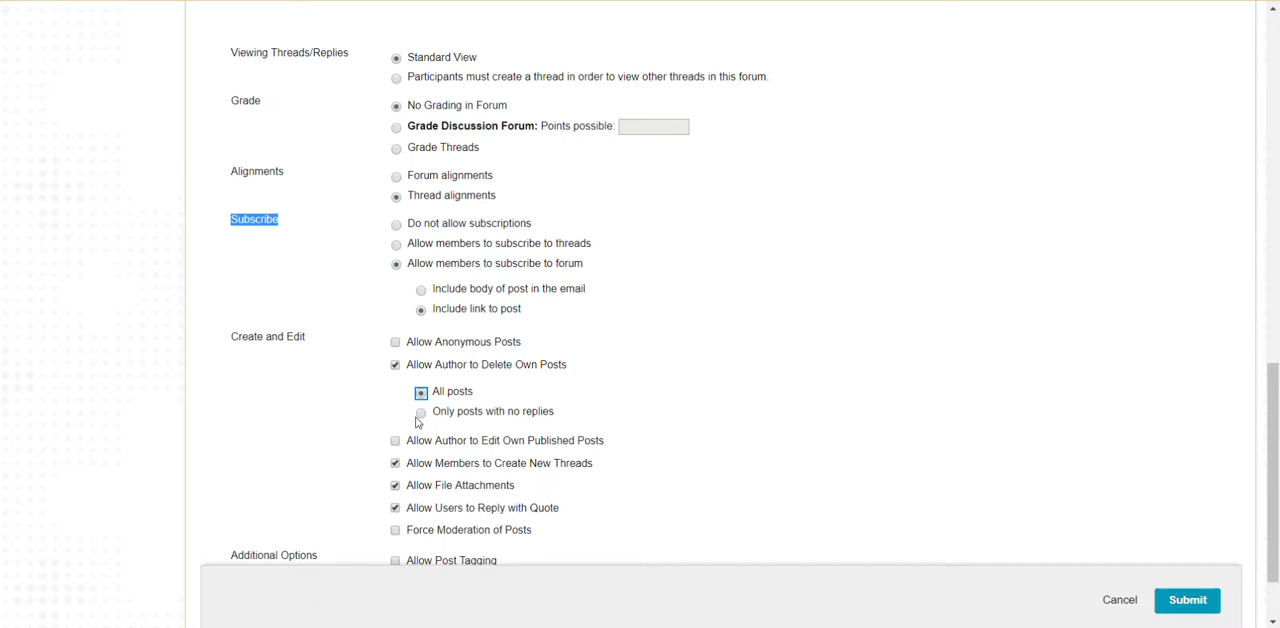 Viewing Threads/Replies
Standard View
Participants must create a thread in order to view other threads in this forum.
Grade
No Grading in Forum
Grade Discussion Forum: Points possible:
Grade Threads
Alignments
Forum alignments
Thread alignments
Subscribe
Do not allow subscriptions
Allow members to subscribe to threads
Allow members to subscribe to forum
Include body of post in the email
Include link to post
Create and Edit
Allow Anonymous Posts
Allow Author to Delete Own Posts
All posts
Only posts with no replies
Allow Author to Edit Own Published Posts
Allow Members to Create New Threads
Allow File Attachments
Allow Users to Reply with Quote
Force Moderation of Posts
Additional Options
Allow Post Tagging
Cancel Submit